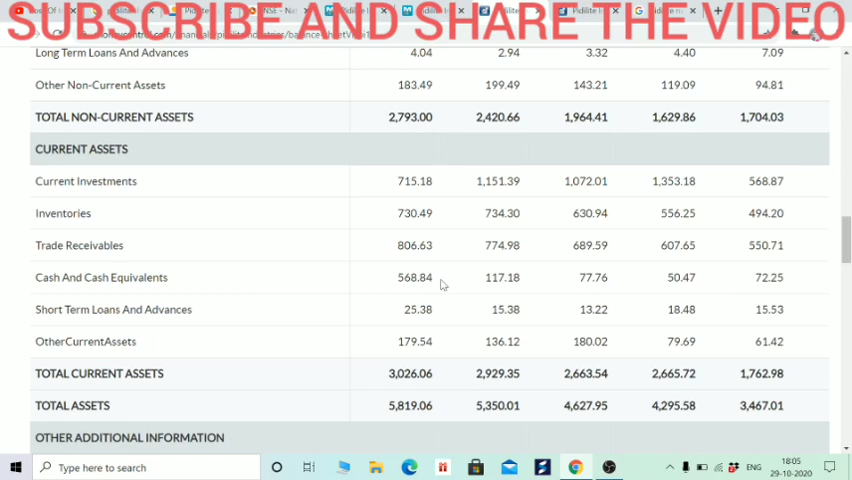 SUBSCRIBE AND SHARE THE VIDEO
Long Term Loans And Advances 4.04 2.94 3.32 4.40 7.09
Other Non-Current Assets 183.49 199.49 143.21 119.09 94.81
TOTAL NON-CURRENT ASSETS 2,793.00 2,420.66 1,964.41 1,629.86 1,704.03
CURRENT ASSETS
Current Investments 715.18 1,151.39 1,072.01 1,353.18 568.87
Inventories 730.49 734.30 630.94 556.25 494.20
Trade Receivables 806.63 774.98 689.59 607.65 550.71
Cash And Cash Equivalents 568.84 117.18 77.76 50.47 72.25
Short Term Loans And Advances 25.38 15.38 13.22 18.48 15.53
OtherCurrentAssets 179.54 136.12 180.02 79.69 61.42
TOTAL CURRENT ASSETS 3,026.06 2,929.35 2,663.54 2,665.72 1,762.98
TOTAL ASSETS 5,819.06 5,350.01 4,627.95 4,295.58 3,467.01
OTHER ADDITIONAL INFORMATION
Type here to search
ENG
18:05
29-10-2020